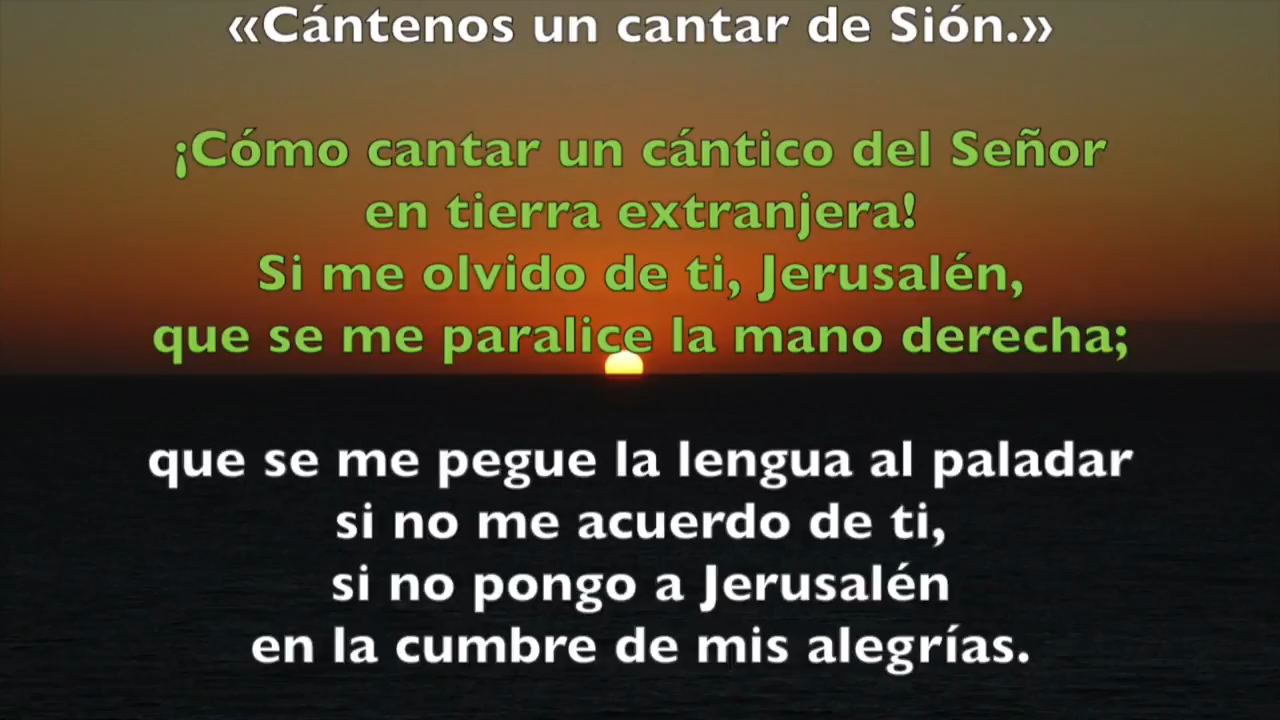 «Cántenos un cantar de Sión.»
¡Cómo cantar un cántico del Señor
en tierra extranjera!
Si me olvido de ti, Jerusalén,
que se me paralice la mano derecha;
que se me pegue la lengua al paladar
si no me acuerdo de ti,
si no pongo a Jerusalén
en la cumbre de mis alegrías.